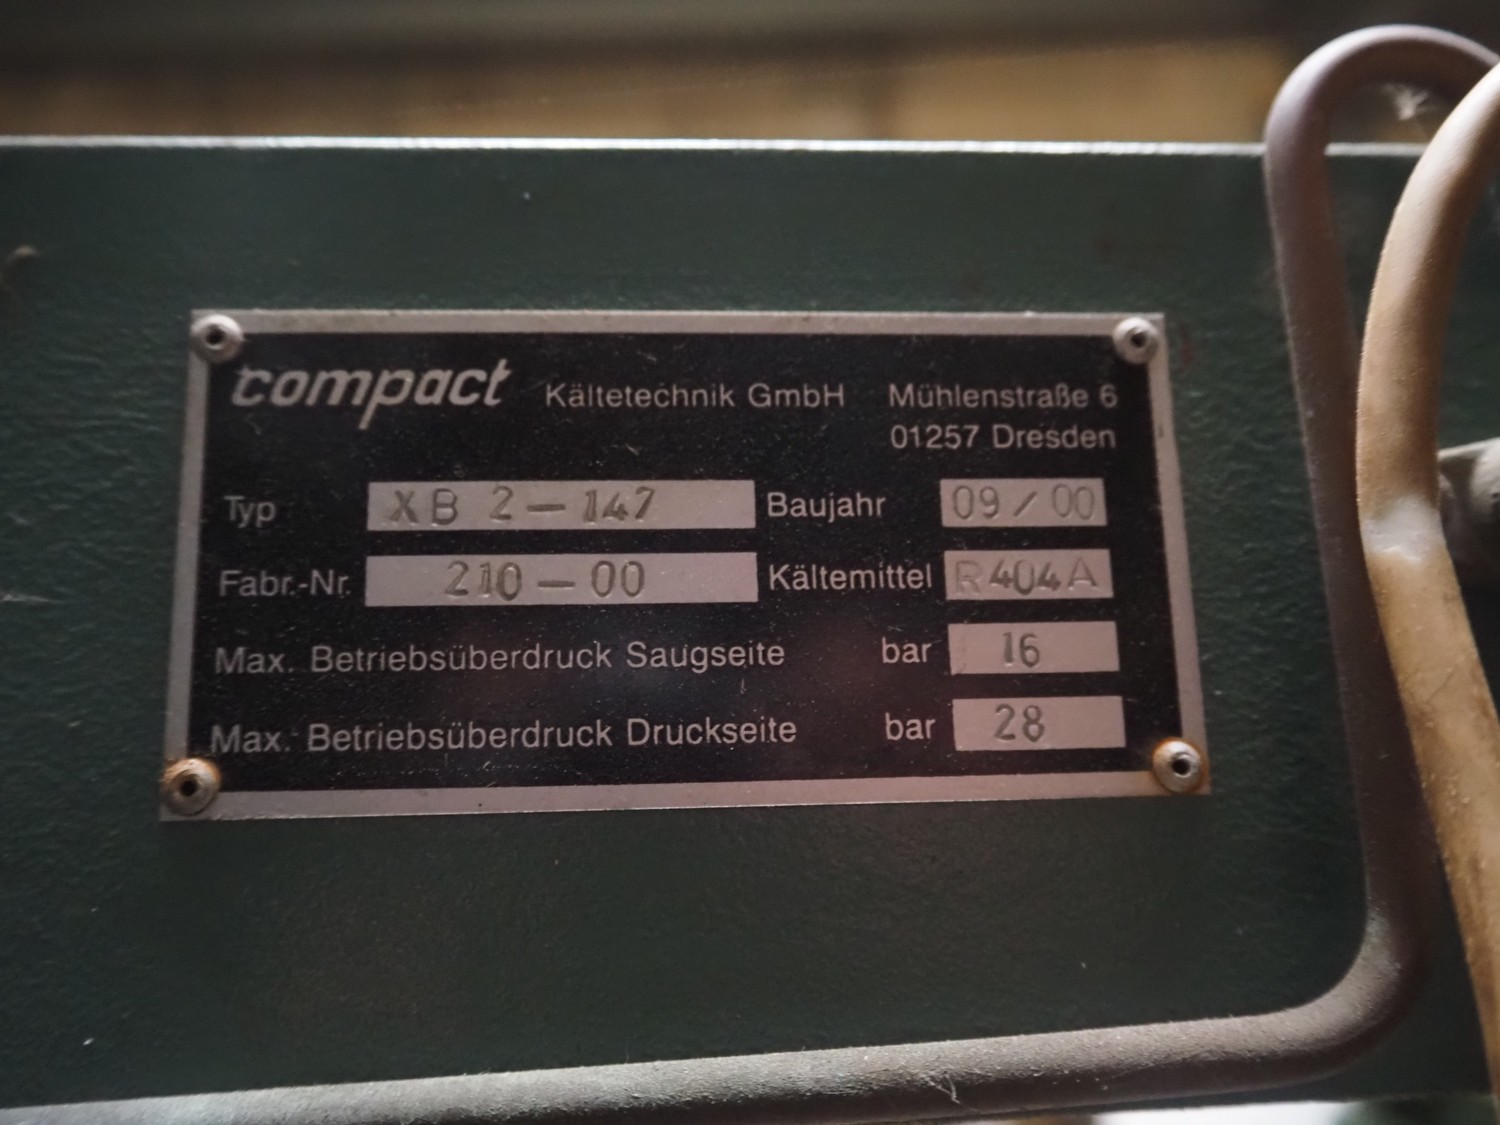 compact Kältetechnik GmbH Mühlenstraße 6
01257 Dresden
Typ XB 2-147 Baujahr 09/00
Fabr.-Nr. 210-00 Kältemittel R404A
Max. Betriebsüberdruck Saugseite bar 16
Max. Betriebsüberdruck Druckseite bar 28